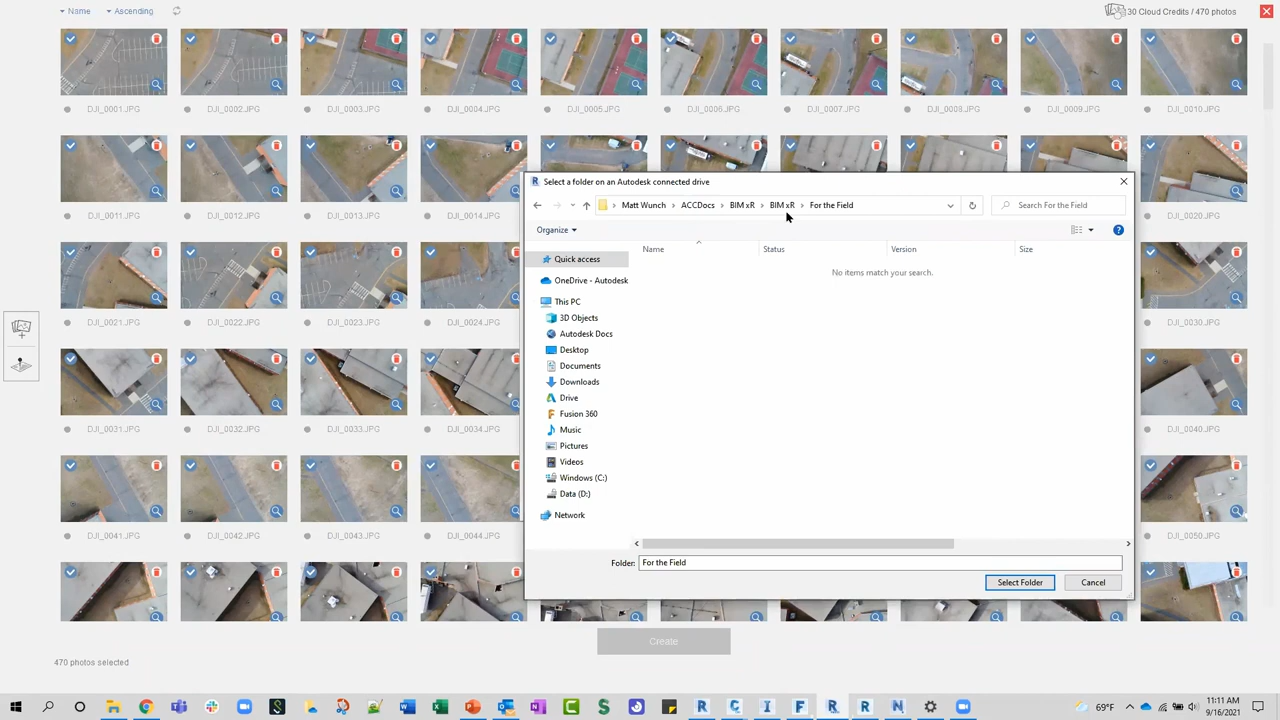 Name Ascending 30 Cloud Credits / 470 photos
DJI_0001.JPG DJI_0002.JPG DJI_0003.JPG DJI_0004.JPG DJI_0005.JPG DJI_0006.JPG DJI_0007.JPG DJI_0008.JPG DJI_0009.JPG DJI_0010.JPG
DJI_0011.JPG DJI_0012.JPG DJI_0013.JPG DJI_0014.JPG DJI_0020.JPG
DJI_0021.JPG DJI_0022.JPG DJI_0023.JPG DJI_0024.JPG DJI_0030.JPG
DJI_0031.JPG DJI_0032.JPG DJI_0033.JPG DJI_0034.JPG DJI_0040.JPG
DJI_0041.JPG DJI_0042.JPG DJI_0043.JPG DJI_0044.JPG DJI_0050.JPG
Select a folder on an Autodesk connected drive
Matt Wunch > ACCDocs > BIM xR > BIM xR > For the Field
Search For the Field
Organize
Name Status Version Size
No items match your search.
Quick access
OneDrive - Autodesk
This PC
3D Objects
Autodesk Docs
Desktop
Documents
Downloads
Drive
Fusion 360
Music
Pictures
Videos
Windows (C:)
Data (D:)
Network
Folder: For the Field
Select Folder Cancel
Create
470 photos selected
69°F
11:11 AM
9/16/2021